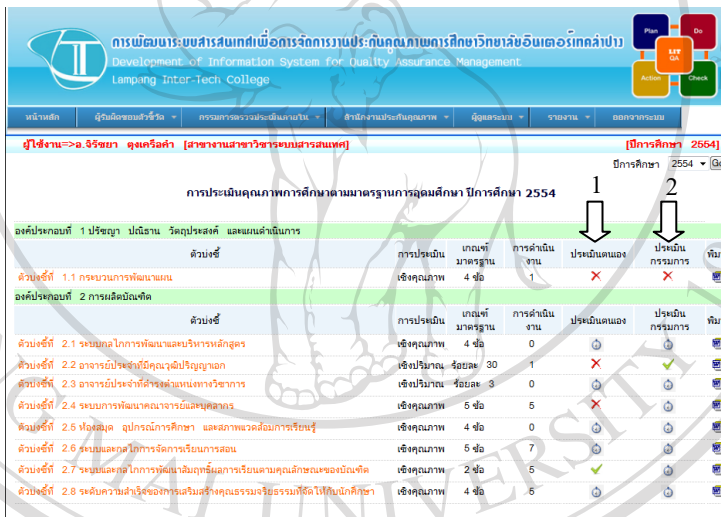 การพัฒนาระบบสารสนเทศเพื่อการจัดการงานประกันคุณภาพการศึกษาวิทยาลัยอินเตอร์เทคลำปาง
Development of Information System for Quality Assurance Management
Lampang Inter-Tech College
Plan Do LIT QA Action Check
หน้าหลัก ผู้รับผิดชอบตัวชี้วัด กรรมการตรวจประเมินภายใน สำนักงานประกันคุณภาพ ผู้ดูแลระบบ รายงาน ออกจากระบบ
ผู้ใช้งาน=>อ.จิรัชยา ตุงเครือคำ [สาขางานสาขาวิชาระบบสารสนเทศ] [ปีการศึกษา 2554]
ปีการศึกษา 2554 Go
การประเมินคุณภาพการศึกษาตามมาตรฐานการอุดมศึกษา ปีการศึกษา 2554
1 2
องค์ประกอบที่ 1 ปรัชญา ปณิธาน วัตถุประสงค์ และแผนดำเนินการ
ตัวบ่งชี้ การประเมิน เกณฑ์มาตรฐาน การดำเนินงาน ประเมินตนเอง ประเมินกรรมการ พิม
ตัวบ่งชี้ที่ 1.1 กระบวนการพัฒนาแผน เชิงคุณภาพ 4 ข้อ 1
องค์ประกอบที่ 2 การผลิตบัณฑิต
ตัวบ่งชี้ การประเมิน เกณฑ์มาตรฐาน การดำเนินงาน ประเมินตนเอง ประเมินกรรมการ พิม
ตัวบ่งชี้ที่ 2.1 ระบบกลไกการพัฒนาและบริหารหลักสูตร เชิงคุณภาพ 4 ข้อ 0
ตัวบ่งชี้ที่ 2.2 อาจารย์ประจำที่มีคุณวุฒิปริญญาเอก เชิงปริมาณ ร้อยละ 30 1
ตัวบ่งชี้ที่ 2.3 อาจารย์ประจำที่ดำรงตำแหน่งทางวิชาการ เชิงปริมาณ ร้อยละ 3 0
ตัวบ่งชี้ที่ 2.4 ระบบการพัฒนาคณาจารย์และบุคลากร เชิงคุณภาพ 5 ข้อ 5
ตัวบ่งชี้ที่ 2.5 ห้องสมุด อุปกรณ์การศึกษา และสภาพแวดล้อมการเรียนรู้ เชิงคุณภาพ 4 ข้อ 0
ตัวบ่งชี้ที่ 2.6 ระบบและกลไกการจัดการเรียนการสอน เชิงคุณภาพ 5 ข้อ 7
ตัวบ่งชี้ที่ 2.7 ระบบและกลไกการพัฒนาสัมฤทธิ์ผลการเรียนตามคุณลักษณะของบัณฑิต เชิงคุณภาพ 2 ข้อ 5
ตัวบ่งชี้ที่ 2.8 ระดับความสำเร็จของการเสริมสร้างคุณธรรมจริยธรรมที่จัดให้กับนักศึกษา เชิงคุณภาพ 4 ข้อ 5